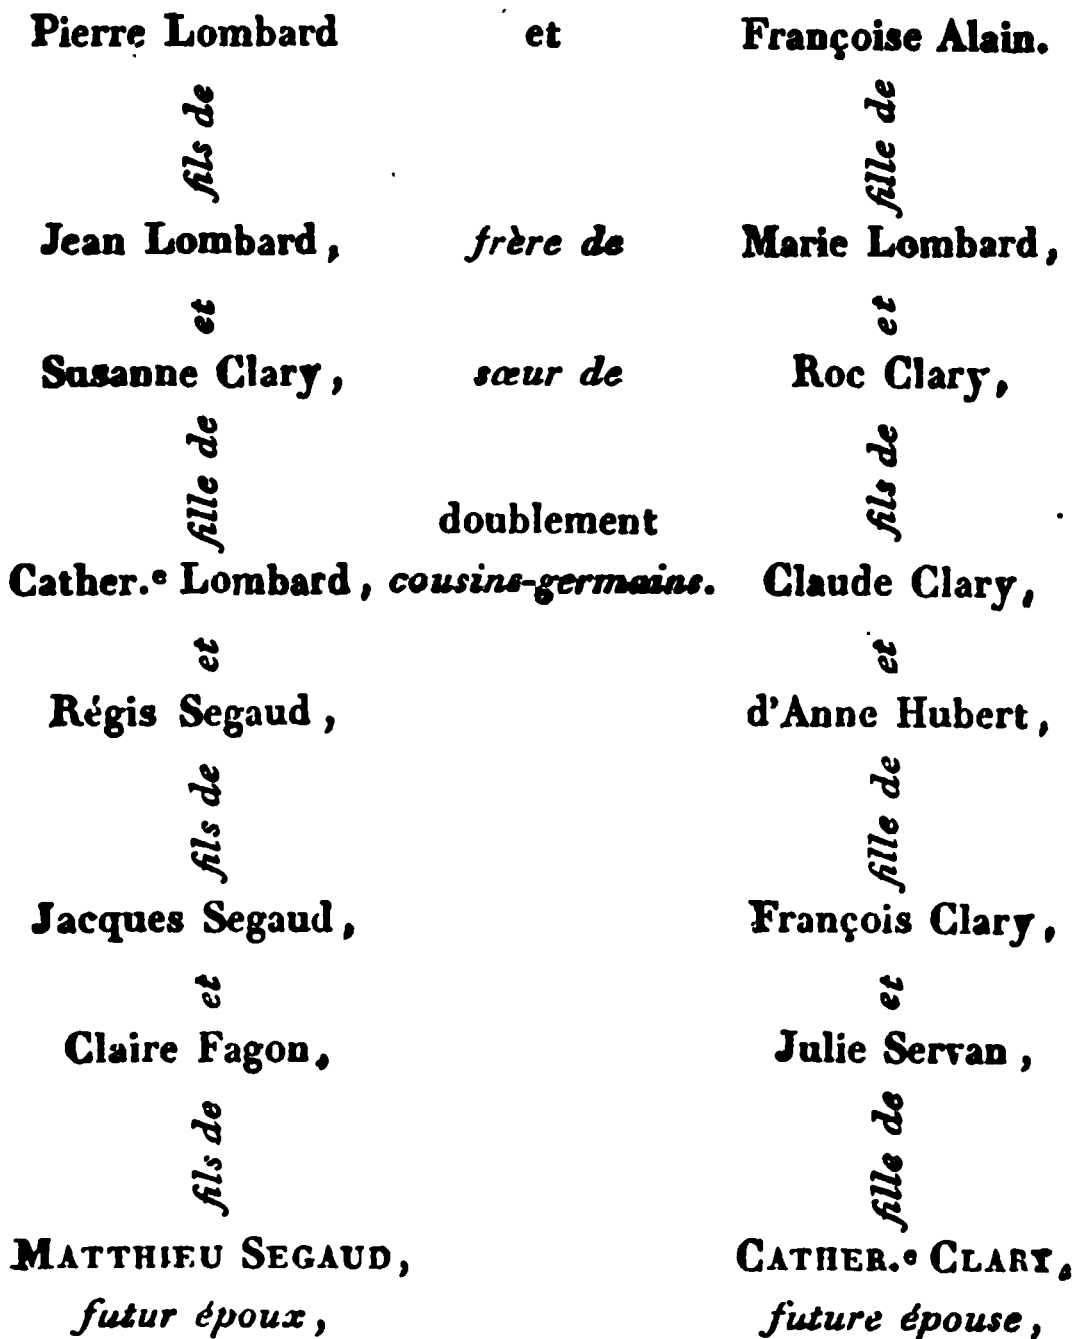 Pierre Lombard et Françoise Alain.
fils de fille de
Jean Lombard, frère de Marie Lombard,
et et
Susanne Clary, sœur de Roc Clary,
fille de fils de
doublement
Cather.e Lombard, cousins-germains. Claude Clary,
et et
Régis Segaud, d'Anne Hubert,
fils de fille de
Jacques Segaud, François Clary,
et et
Claire Fagon, Julie Servan,
fils de fille de
MATTHIEU SEGAUD, CATHER.e CLARY,
futur époux, future épouse,